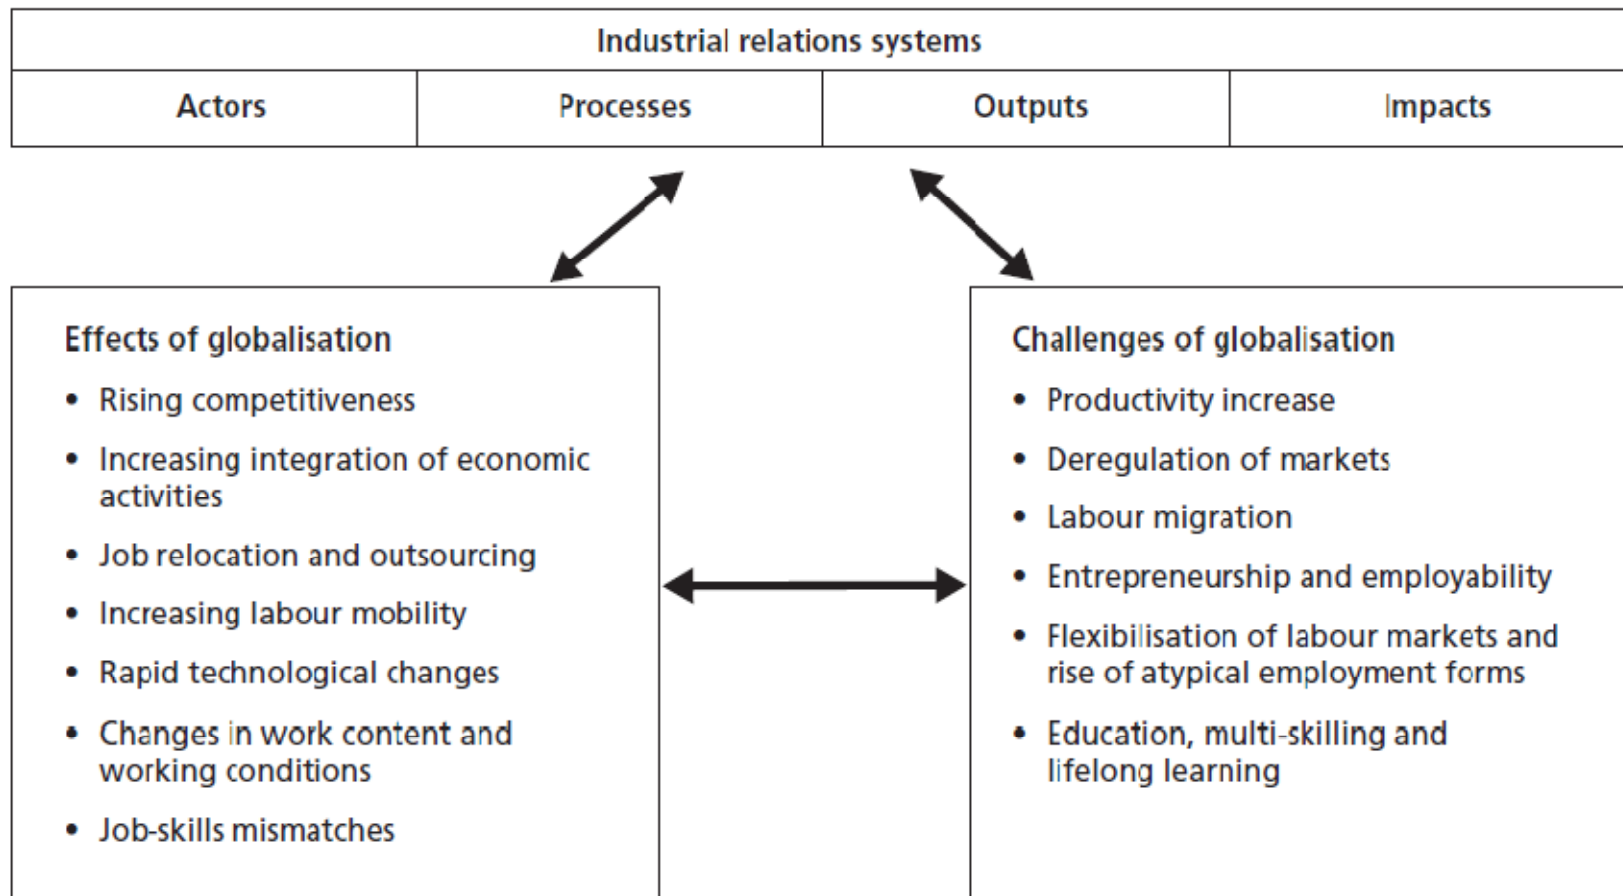 Industrial relations systems
Actors
Processes
Outputs
Impacts
Effects of globalisation
• Rising competitiveness
• Increasing integration of economic
activities
• Job relocation and outsourcing
• Increasing labour mobility
• Rapid technological changes
• Changes in work content and
working conditions
• Job-skills mismatches
Challenges of globalisation
• Productivity increase
• Deregulation of markets
• Labour migration
• Entrepreneurship and employability
• Flexibilisation of labour markets and
rise of atypical employment forms
• Education, multi-skilling and
lifelong learning